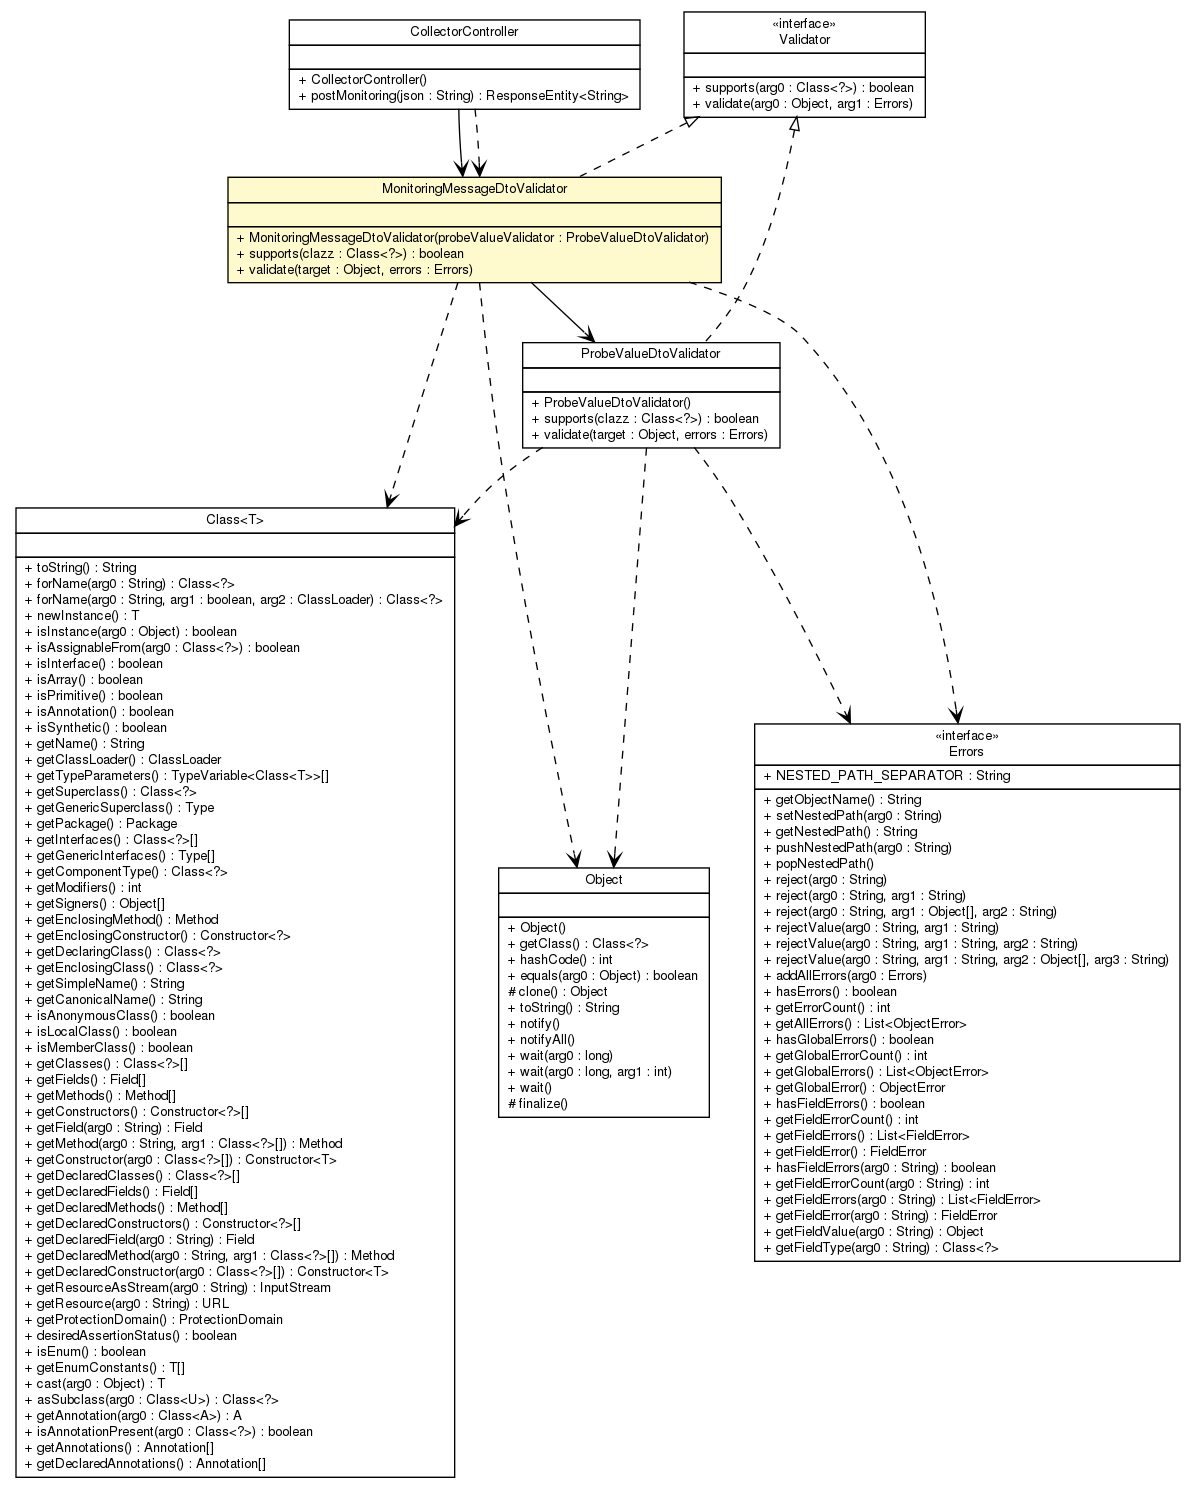 CollectorController
+ CollectorController()
+ postMonitoring(json : String) : ResponseEntity<String>
«interface»
Validator
+ supports(arg0 : Class<?>) : boolean
+ validate(arg0 : Object, arg1 : Errors)
MonitoringMessageDtoValidator
+ MonitoringMessageDtoValidator(probeValueValidator : ProbeValueDtoValidator)
+ supports(clazz : Class<?>) : boolean
+ validate(target : Object, errors : Errors)
ProbeValueDtoValidator
+ ProbeValueDtoValidator()
+ supports(clazz : Class<?>) : boolean
+ validate(target : Object, errors : Errors)
Class<T>
+ toString() : String
+ forName(arg0 : String) : Class<?>
+ forName(arg0 : String, arg1 : boolean, arg2 : ClassLoader) : Class<?>
+ newInstance() : T
+ isInstance(arg0 : Object) : boolean
+ isAssignableFrom(arg0 : Class<?>) : boolean
+ isInterface() : boolean
+ isArray() : boolean
+ isPrimitive() : boolean
+ isAnnotation() : boolean
+ isSynthetic() : boolean
+ getName() : String
+ getClassLoader() : ClassLoader
+ getTypeParameters() : TypeVariable<Class<T>>[]
+ getSuperclass() : Class<?>
+ getGenericSuperclass() : Type
+ getPackage() : Package
+ getInterfaces() : Class<?>[]
+ getGenericInterfaces() : Type[]
+ getComponentType() : Class<?>
+ getModifiers() : int
+ getSigners() : Object[]
+ getEnclosingMethod() : Method
+ getEnclosingConstructor() : Constructor<?>
+ getDeclaringClass() : Class<?>
+ getEnclosingClass() : Class<?>
+ getSimpleName() : String
+ getCanonicalName() : String
+ isAnonymousClass() : boolean
+ isLocalClass() : boolean
+ isMemberClass() : boolean
+ getClasses() : Class<?>[]
+ getFields() : Field[]
+ getMethods() : Method[]
+ getConstructors() : Constructor<?>[]
+ getField(arg0 : String) : Field
+ getMethod(arg0 : String, arg1 : Class<?>[]) : Method
+ getConstructor(arg0 : Class<?>[]) : Constructor<T>
+ getDeclaredClasses() : Class<?>[]
+ getDeclaredFields() : Field[]
+ getDeclaredMethods() : Method[]
+ getDeclaredConstructors() : Constructor<?>[]
+ getDeclaredField(arg0 : String) : Field
+ getDeclaredMethod(arg0 : String, arg1 : Class<?>[]) : Method
+ getDeclaredConstructor(arg0 : Class<?>[]) : Constructor<T>
+ getResourceAsStream(arg0 : String) : InputStream
+ getResource(arg0 : String) : URL
+ getProtectionDomain() : ProtectionDomain
+ desiredAssertionStatus() : boolean
+ isEnum() : boolean
+ getEnumConstants() : T[]
+ cast(arg0 : Object) : T
+ asSubclass(arg0 : Class<U>) : Class<?>
+ getAnnotation(arg0 : Class<A>) : A
+ isAnnotationPresent(arg0 : Class<?>) : boolean
+ getAnnotations() : Annotation[]
+ getDeclaredAnnotations() : Annotation[]
Object
+ Object()
+ getClass() : Class<?>
+ hashCode() : int
+ equals(arg0 : Object) : boolean
# clone() : Object
+ toString() : String
+ notify()
+ notifyAll()
+ wait(arg0 : long)
+ wait(arg0 : long, arg1 : int)
+ wait()
# finalize()
«interface»
Errors
+ NESTED_PATH_SEPARATOR : String
+ getObjectName() : String
+ setNestedPath(arg0 : String)
+ getNestedPath() : String
+ pushNestedPath(arg0 : String)
+ popNestedPath()
+ reject(arg0 : String)
+ reject(arg0 : String, arg1 : String)
+ reject(arg0 : String, arg1 : Object[], arg2 : String)
+ rejectValue(arg0 : String, arg1 : String)
+ rejectValue(arg0 : String, arg1 : String, arg2 : String)
+ rejectValue(arg0 : String, arg1 : String, arg2 : Object[], arg3 : String)
+ addAllErrors(arg0 : Errors)
+ hasErrors() : boolean
+ getErrorCount() : int
+ getAllErrors() : List<ObjectError>
+ hasGlobalErrors() : boolean
+ getGlobalErrorCount() : int
+ getGlobalErrors() : List<ObjectError>
+ getGlobalError() : ObjectError
+ hasFieldErrors() : boolean
+ getFieldErrorCount() : int
+ getFieldErrors() : List<FieldError>
+ getFieldError() : FieldError
+ hasFieldErrors(arg0 : String) : boolean
+ getFieldErrorCount(arg0 : String) : int
+ getFieldErrors(arg0 : String) : List<FieldError>
+ getFieldError(arg0 : String) : FieldError
+ getFieldValue(arg0 : String) : Object
+ getFieldType(arg0 : String) : Class<?>